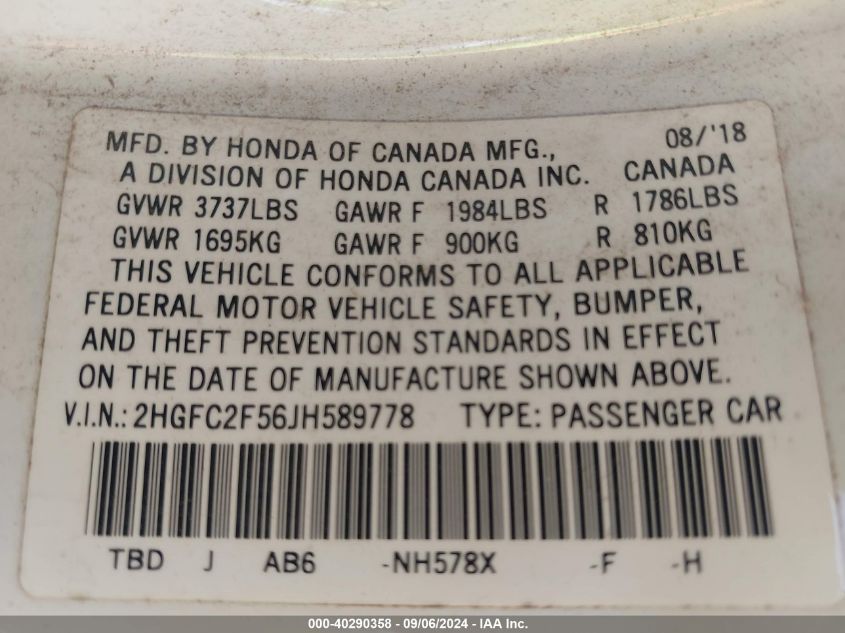 MFD. BY HONDA OF CANADA MFG., 08/'18
A DIVISION OF HONDA CANADA INC. CANADA
GVWR 3737LBS GAWR F 1984LBS R 1786LBS
GVWR 1695KG GAWR F 900KG R 810KG
THIS VEHICLE CONFORMS TO ALL APPLICABLE
FEDERAL MOTOR VEHICLE SAFETY, BUMPER,
AND THEFT PREVENTION STANDARDS IN EFFECT
ON THE DATE OF MANUFACTURE SHOWN ABOVE.
V.I.N.: 2HGFC2F56JH589778 TYPE: PASSENGER CAR
TBD J AB6 -NH578X -F -H
000-40290358 - 09/06/2024 - IAA Inc.